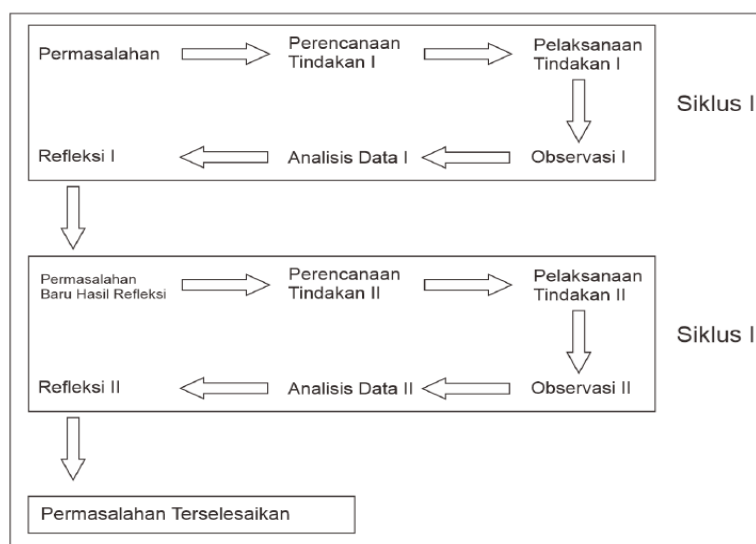 Permasalahan
Perencanaan
Tindakan I
Pelaksanaan
Tindakan I
Siklus I
Refleksi I
Analisis Data I
Observasi I
Permasalahan
Baru Hasil Refleksi
Perencanaan
Tindakan II
Pelaksanaan
Tindakan II
Siklus I
Refleksi II
Analisis Data II
Observasi II
Permasalahan Terselesaikan